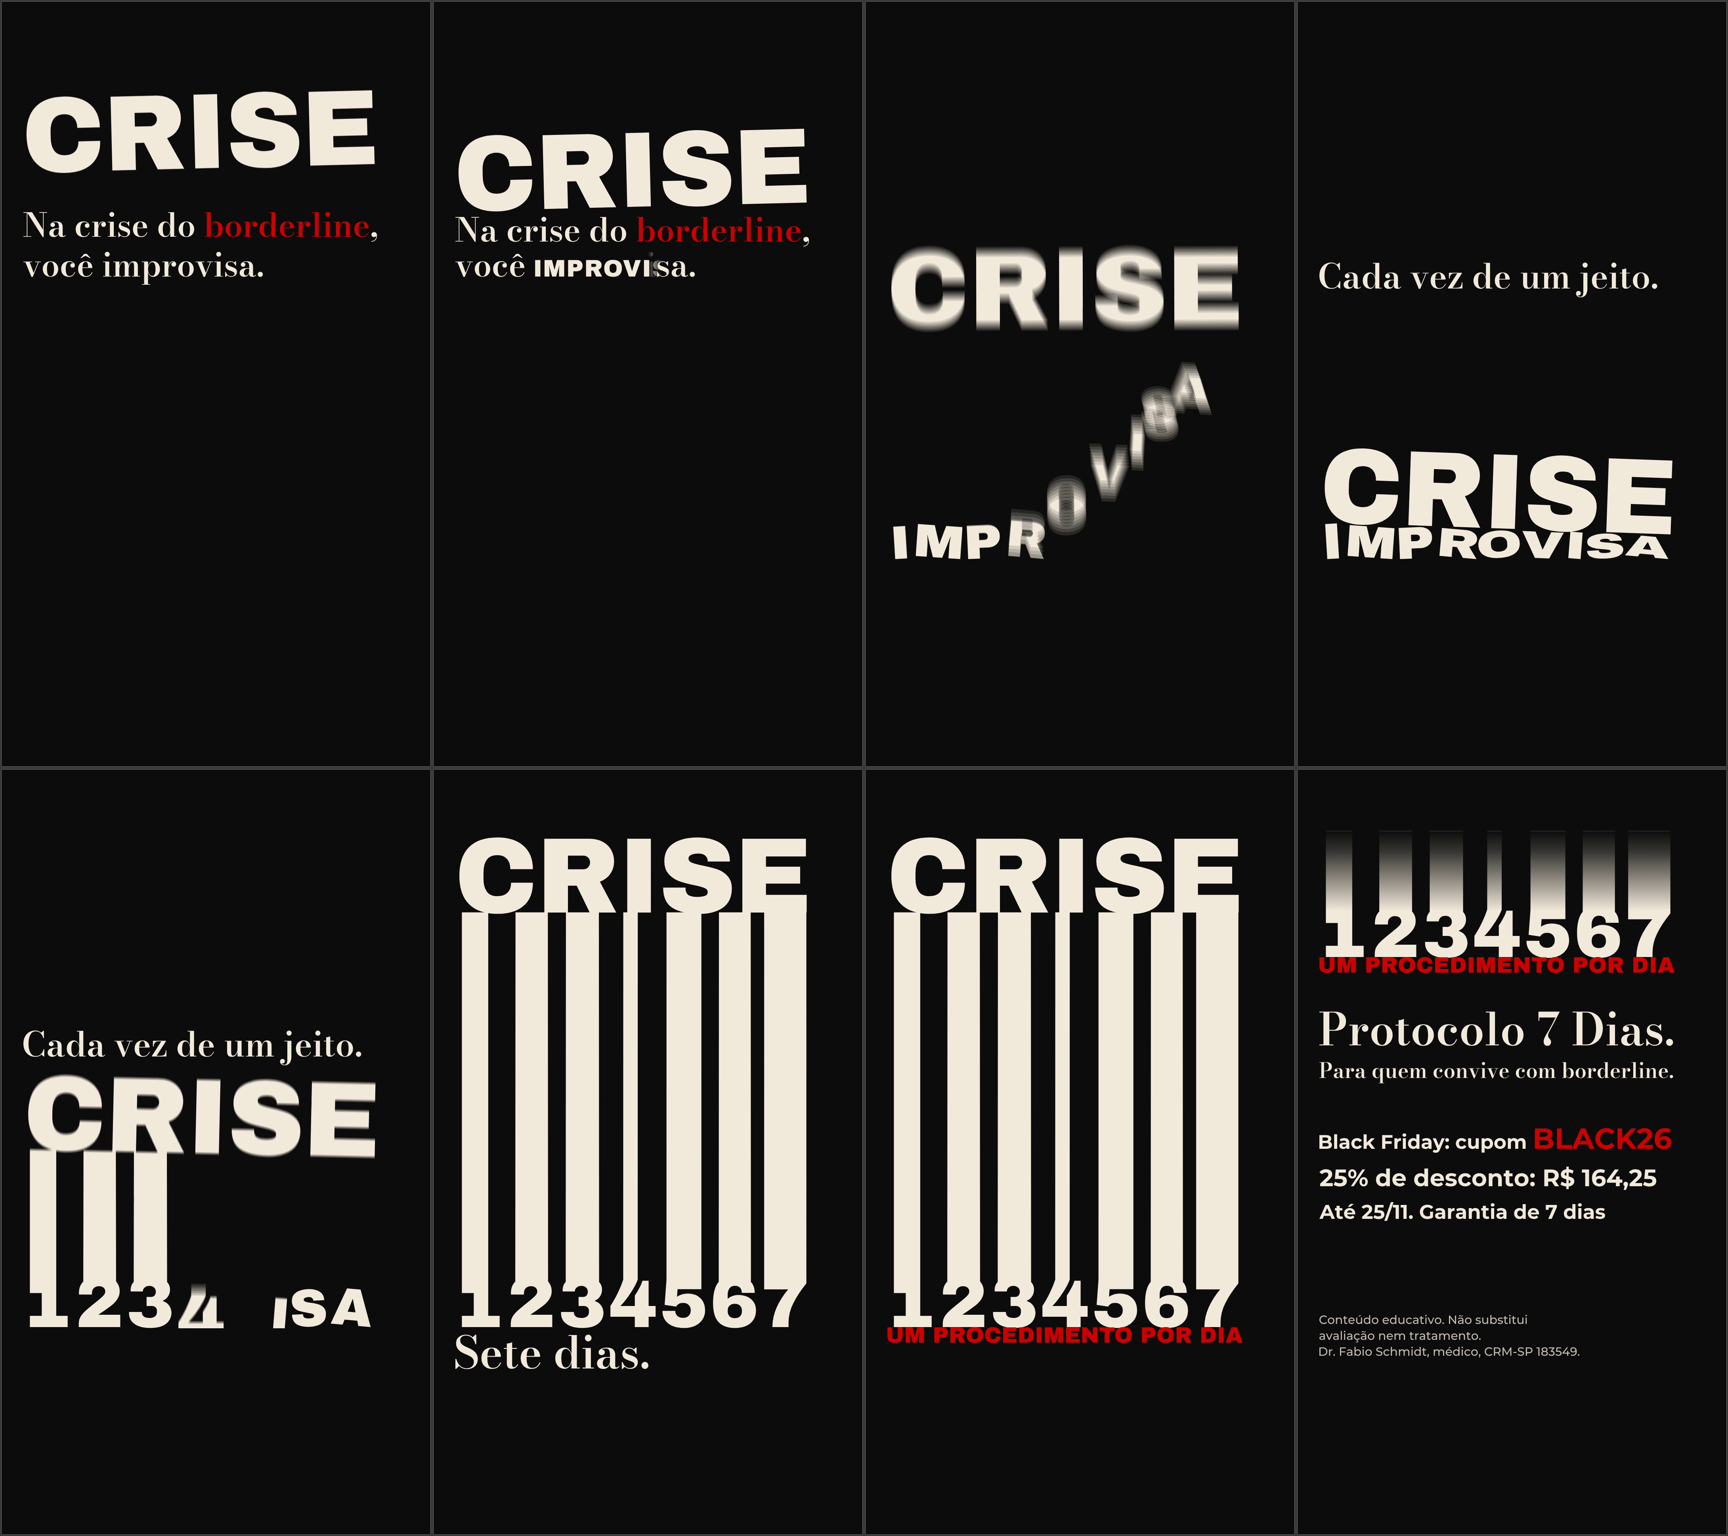 CRISE
Na crise do borderline,
você improvisa.
CRISE
Na crise do borderline,
você IMPROVIsa.
CRISE
IMPROVISA
Cada vez de um jeito.
CRISE
IMPROVISA
Cada vez de um jeito.
CRISE
1234 ISA
CRISE
1234567
Sete dias.
CRISE
1234567
UM PROCEDIMENTO POR DIA
1234567
UM PROCEDIMENTO POR DIA
Protocolo 7 Dias.
Para quem convive com borderline.
Black Friday: cupom BLACK26
25% de desconto: R$ 164,25
Até 25/11. Garantia de 7 dias
Conteúdo educativo. Não substitui
avaliação nem tratamento.
Dr. Fabio Schmidt, médico, CRM-SP 183549.